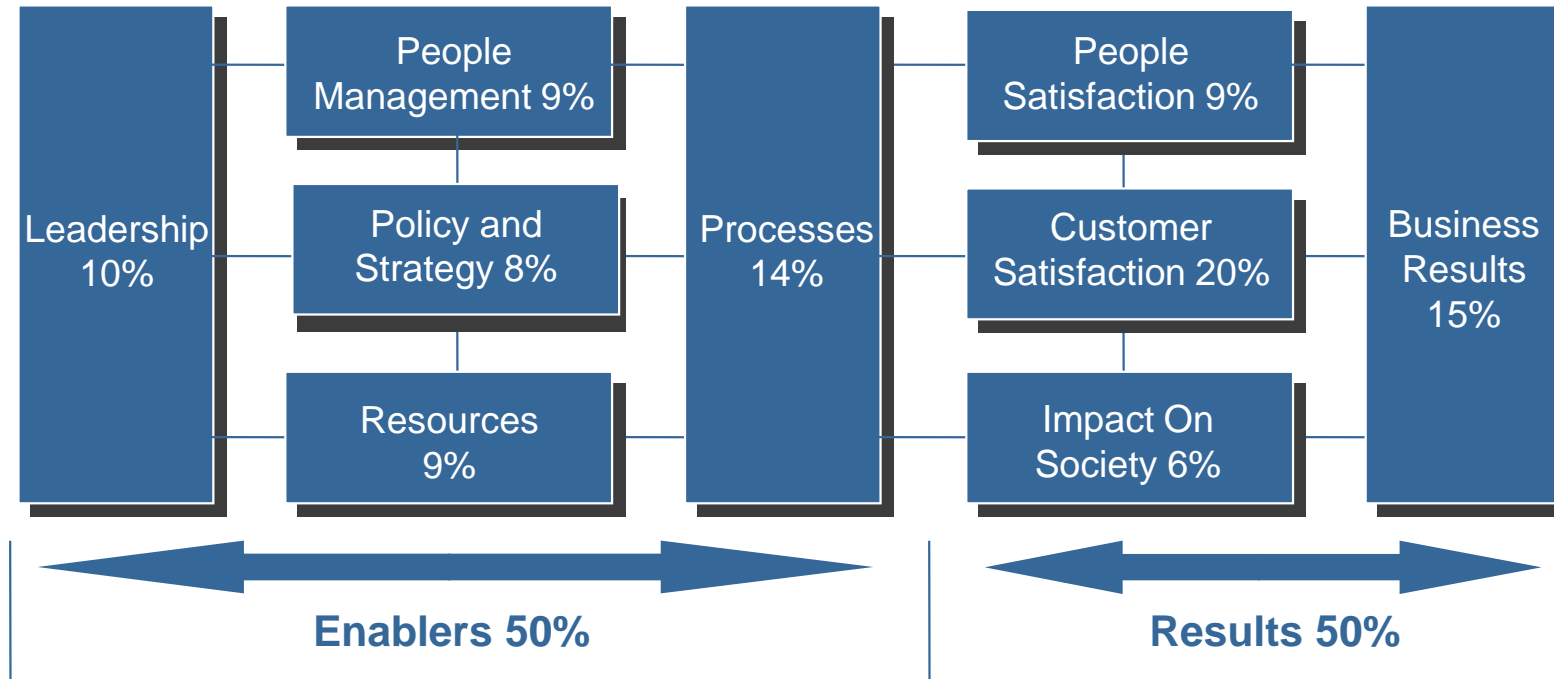 Leadership
10%
People
Management 9%
Policy and
Strategy 8%
Resources
9%
Processes
14%
People
Satisfaction 9%
Customer
Satisfaction 20%
Impact On
Society 6%
Business
Results
15%
Enablers 50%
Results 50%